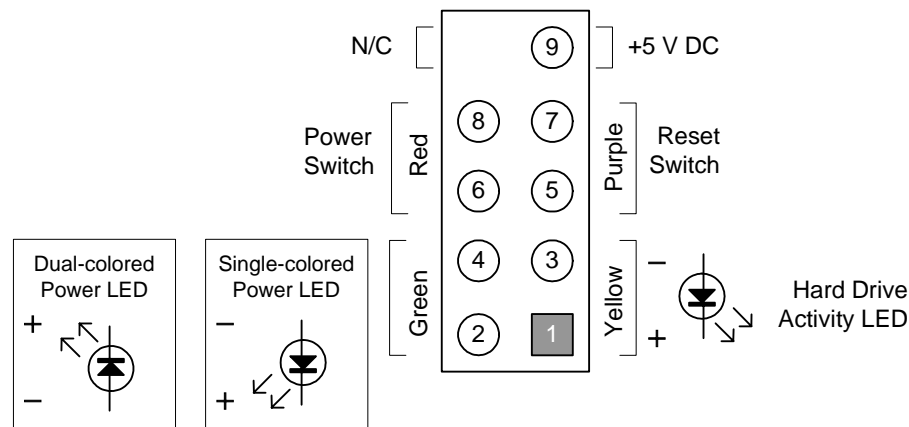 N/C
9
+5 V DC
8
7
Power
Switch
Red
Purple
Reset
Switch
6
5
Dual-colored
Power LED
+
−
Single-colored
Power LED
−
+
Green
4
3
Yellow
−
+
Hard Drive
Activity LED
2
1